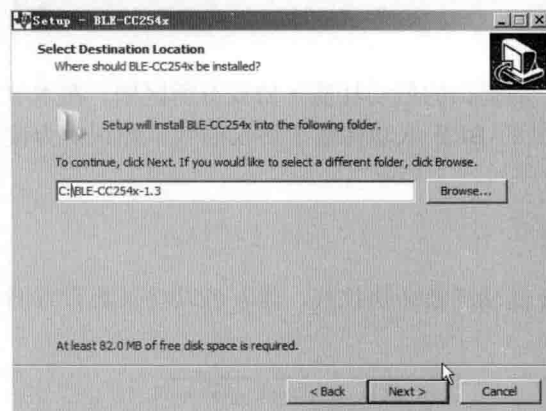 Setup - BLE-CC254x
Select Destination Location
Where should BLE-CC254x be installed?
Setup will install BLE-CC254x into the following folder.
To continue, click Next. If you would like to select a different folder, click Browse.
C:\BLE-CC254x-1.3
Browse...
At least 82.0 MB of free disk space is required.
< Back
Next >
Cancel